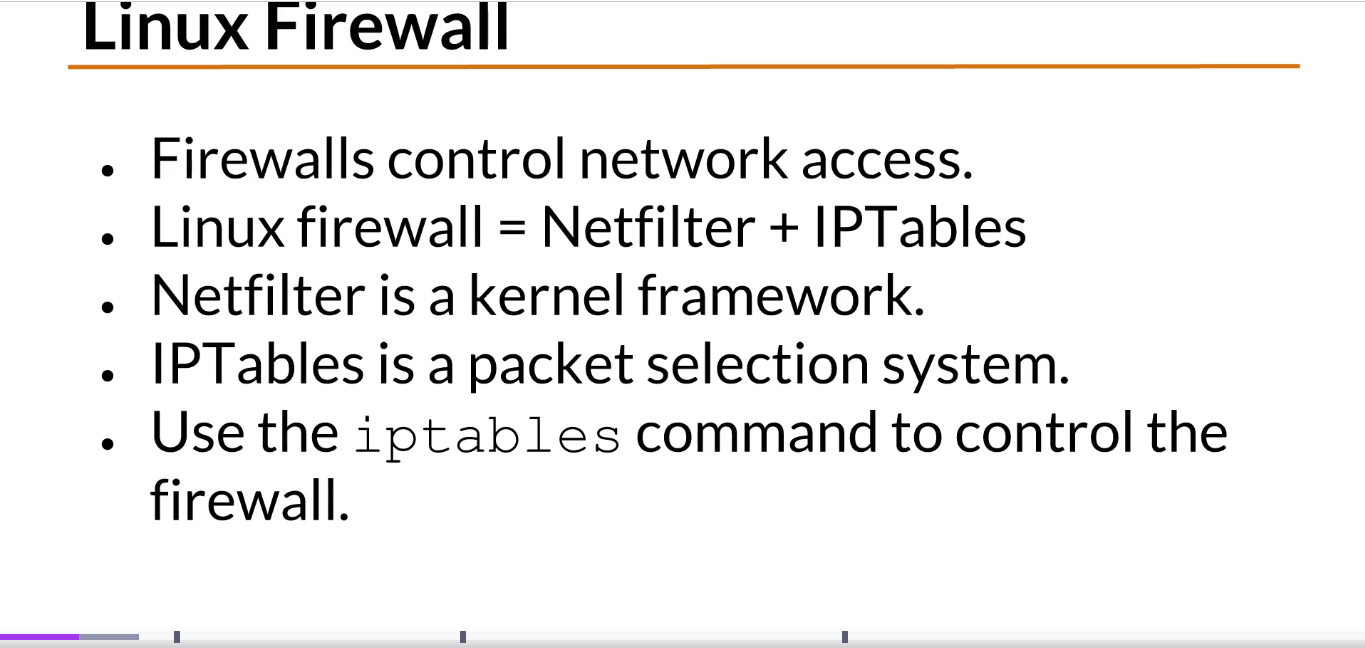 Linux Firewall
• Firewalls control network access.
• Linux firewall = Netfilter + IPTables
• Netfilter is a kernel framework.
• IPTables is a packet selection system.
• Use the iptables command to control the
firewall.